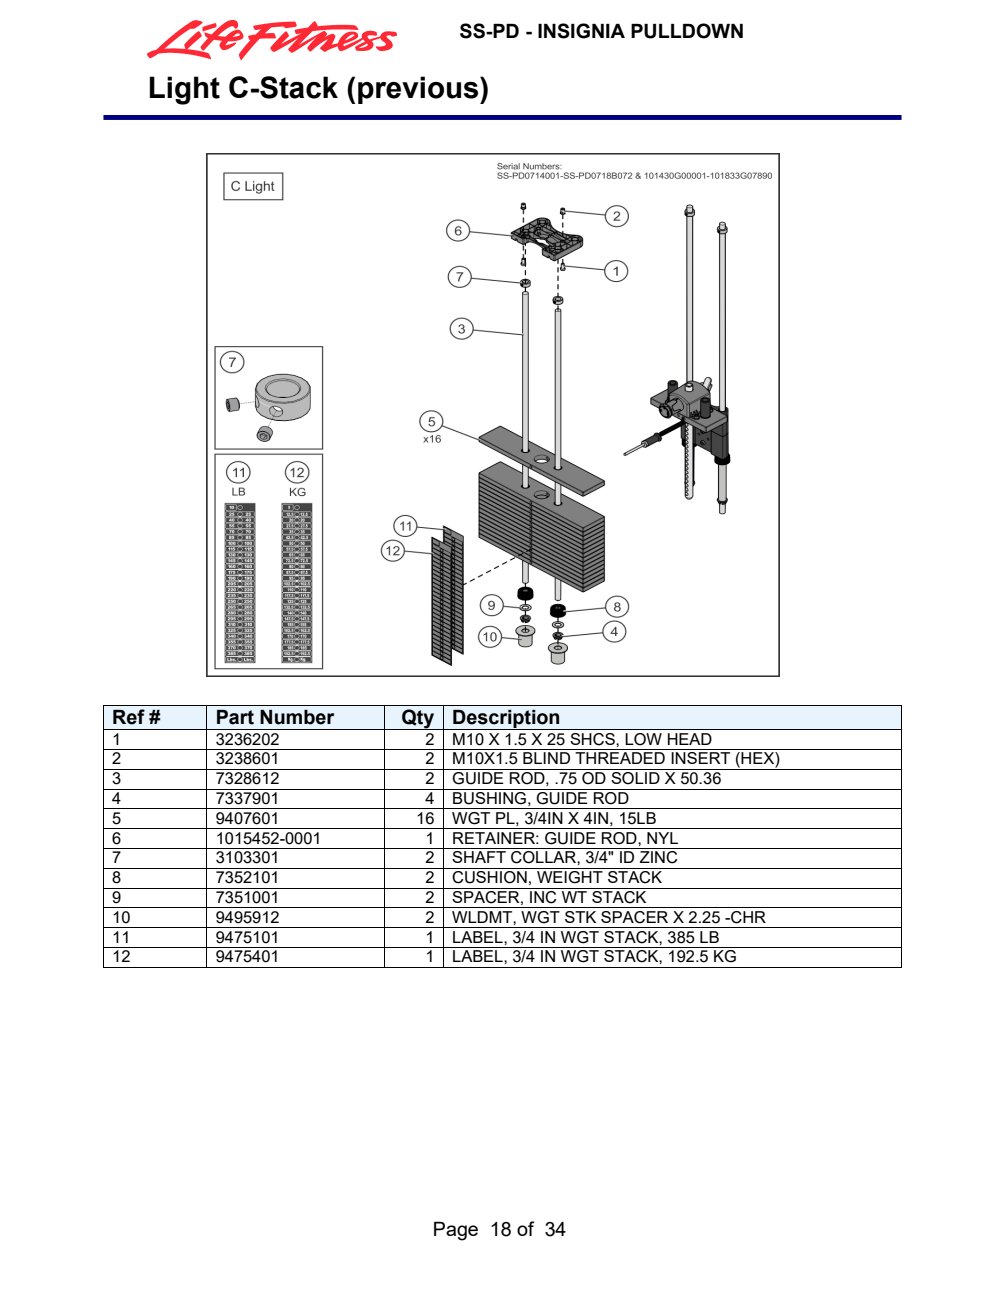 Life Fitness
SS-PD - INSIGNIA PULLDOWN
Light C-Stack (previous)
Serial Numbers:
SS-PD0714001-SS-PD0718B072 & 101430G00001-101833G07890
C Light
2
6
1
7
3
7
5
x16
11
LB
12
KG
11
12
9
8
10
4
Ref # Part Number Qty Description
1 3236202 2 M10 X 1.5 X 25 SHCS, LOW HEAD
2 3238601 2 M10X1.5 BLIND THREADED INSERT (HEX)
3 7328612 2 GUIDE ROD, .75 OD SOLID X 50.36
4 7337901 4 BUSHING, GUIDE ROD
5 9407601 16 WGT PL, 3/4IN X 4IN, 15LB
6 1015452-0001 1 RETAINER: GUIDE ROD, NYL
7 3103301 2 SHAFT COLLAR, 3/4" ID ZINC
8 7352101 2 CUSHION, WEIGHT STACK
9 7351001 2 SPACER, INC WT STACK
10 9495912 2 WLDMT, WGT STK SPACER X 2.25 -CHR
11 9475101 1 LABEL, 3/4 IN WGT STACK, 385 LB
12 9475401 1 LABEL, 3/4 IN WGT STACK, 192.5 KG
Page 18 of 34